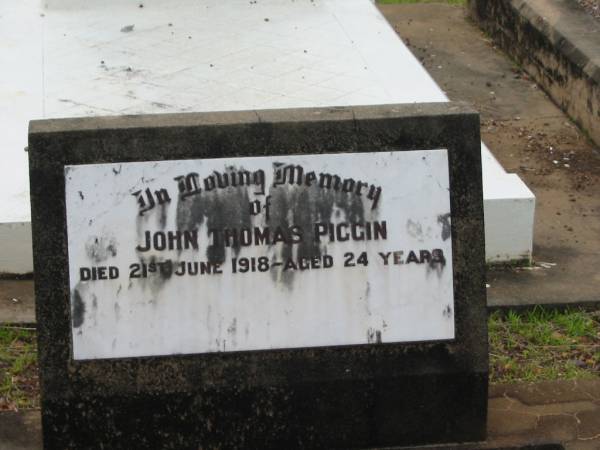 In Loving Memory
of
JOHN THOMAS PIGGIN
DIED 21ST JUNE 1918-AGED 24 YEARS.